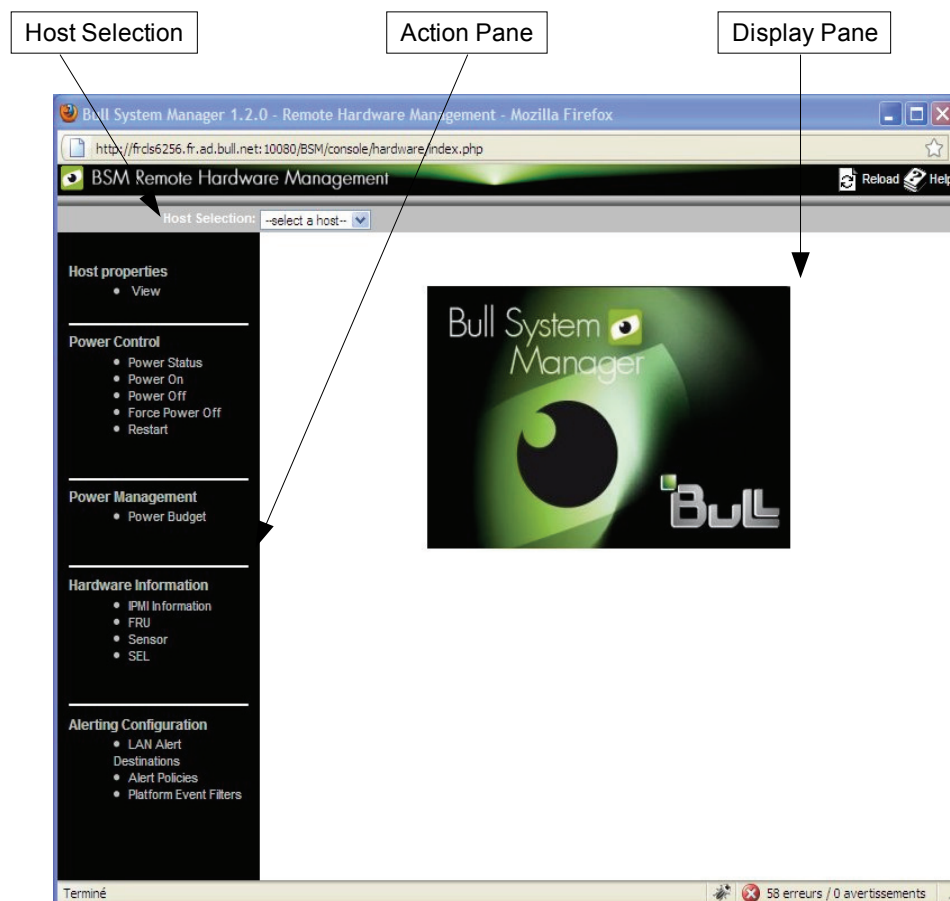 Host Selection
Action Pane
Display Pane
Bull System Manager 1.2.0 - Remote Hardware Management - Mozilla Firefox
http://frcls6256.fr.ad.bull.net:10080/BSM/console/hardware/index.php
BSM Remote Hardware Management
Reload
Help
Host Selection:
--select a host--
Host properties
View
Power Control
Power Status
Power On
Power Off
Force Power Off
Restart
Power Management
Power Budget
Hardware Information
IPMI Information
FRU
Sensor
SEL
Alerting Configuration
LAN Alert
Destinations
Alert Policies
Platform Event Filters
Bull System
Manager
Bull
Terminé
58 erreurs / 0 avertissements